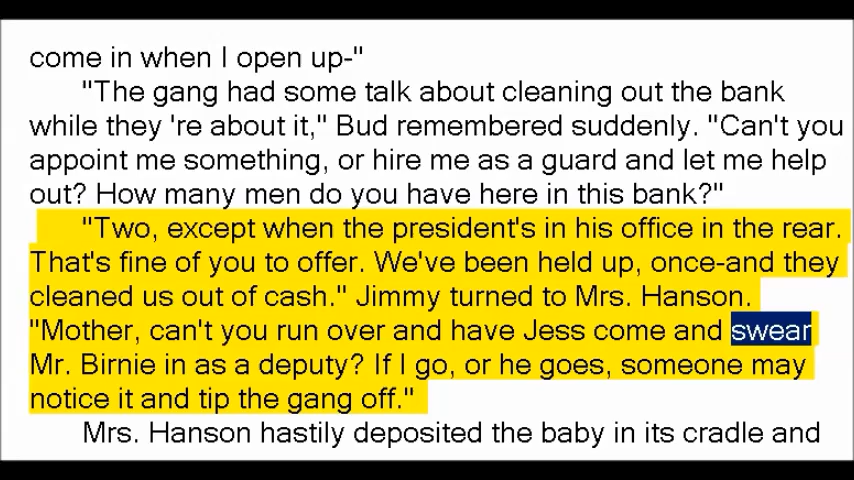 come in when I open up-"
"The gang had some talk about cleaning out the bank
while they 're about it," Bud remembered suddenly. "Can't you
appoint me something, or hire me as a guard and let me help
out? How many men do you have here in this bank?"
"Two, except when the president's in his office in the rear.
That's fine of you to offer. We've been held up, once-and they
cleaned us out of cash." Jimmy turned to Mrs. Hanson.
"Mother, can't you run over and have Jess come and swear
Mr. Birnie in as a deputy? If I go, or he goes, someone may
notice it and tip the gang off."
Mrs. Hanson hastily deposited the baby in its cradle and